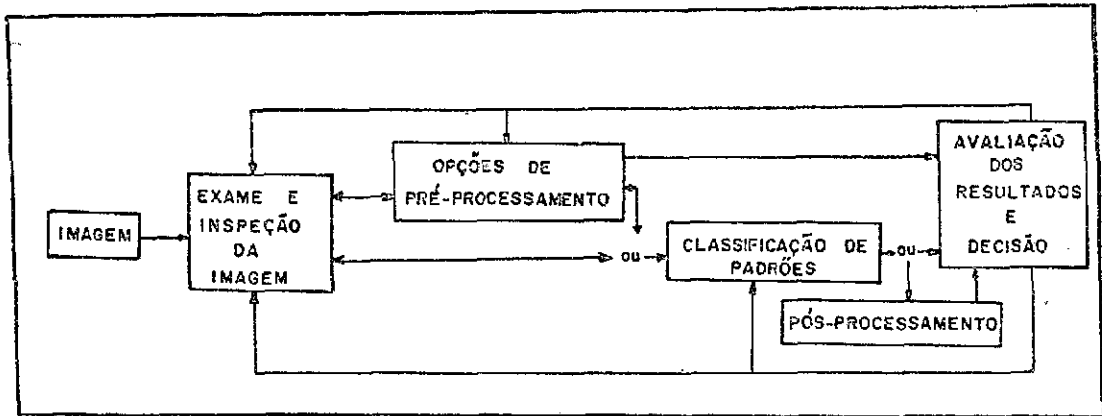 IMAGEM
EXAME E
INSPEÇÃO
DA
IMAGEM
OPÇÕES DE
PRÉ-PROCESSAMENTO
OU
CLASSIFICAÇÃO DE
PADRÕES
OU
PÓS-PROCESSAMENTO
AVALIAÇÃO
DOS
RESULTADOS
E
DECISÃO